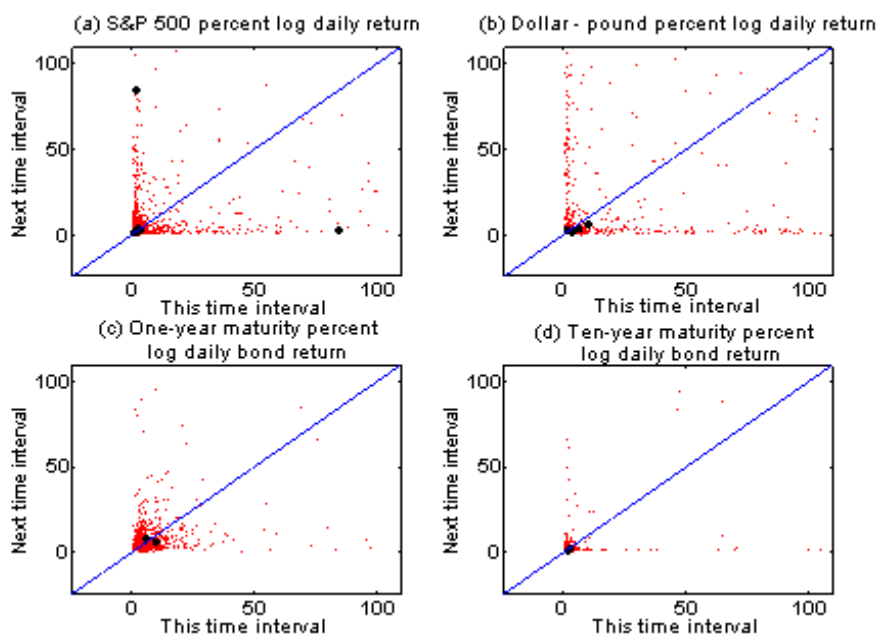 (a) S&P 500 percent log daily return
100
50
0
Next time interval
0 50 100
This time interval
(b) Dollar - pound percent log daily return
100
50
0
Next time interval
0 50 100
This time interval
(c) One-year maturity percent
log daily bond return
100
50
0
Next time interval
0 50 100
This time interval
(d) Ten-year maturity percent
log daily bond return
100
50
0
Next time interval
0 50 100
This time interval